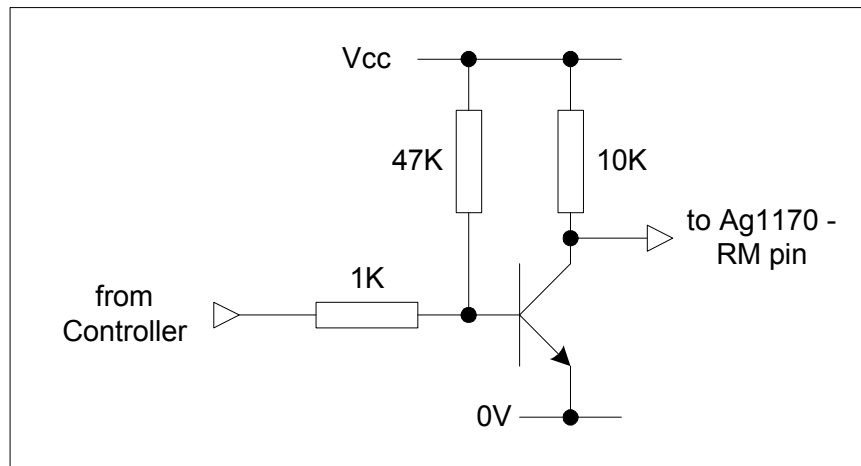 Vcc
47K
10K
to Ag1170 -
RM pin
1K
from
Controller
0V